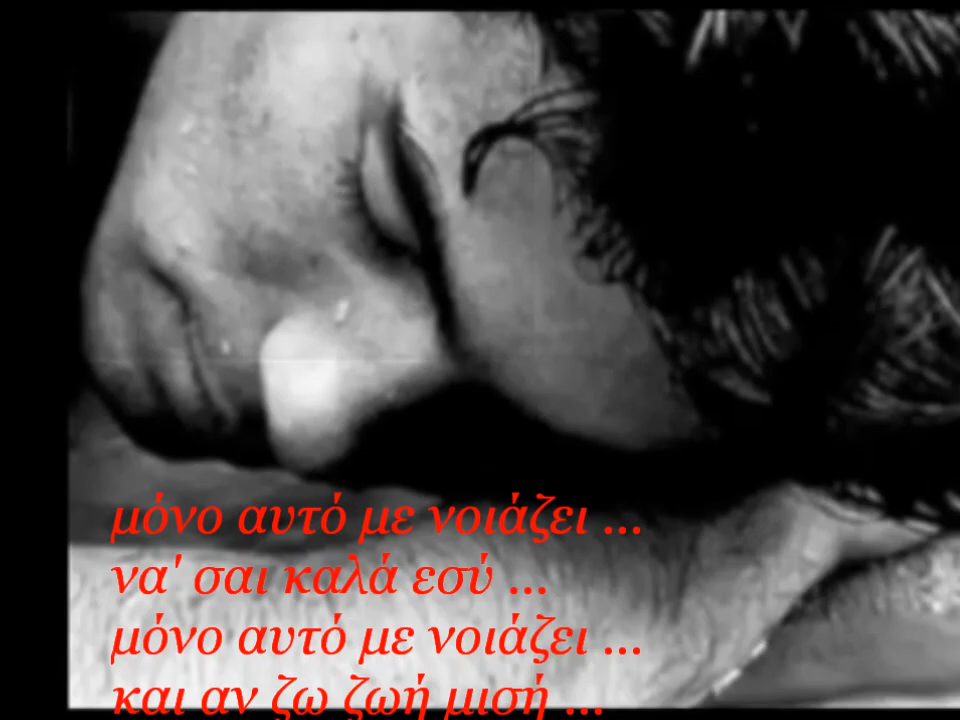 μόνο αυτό με νοιάζει ...
να' σαι καλά εσύ ...
μόνο αυτό με νοιάζει ...
και αν ζω ζωή μισή ...